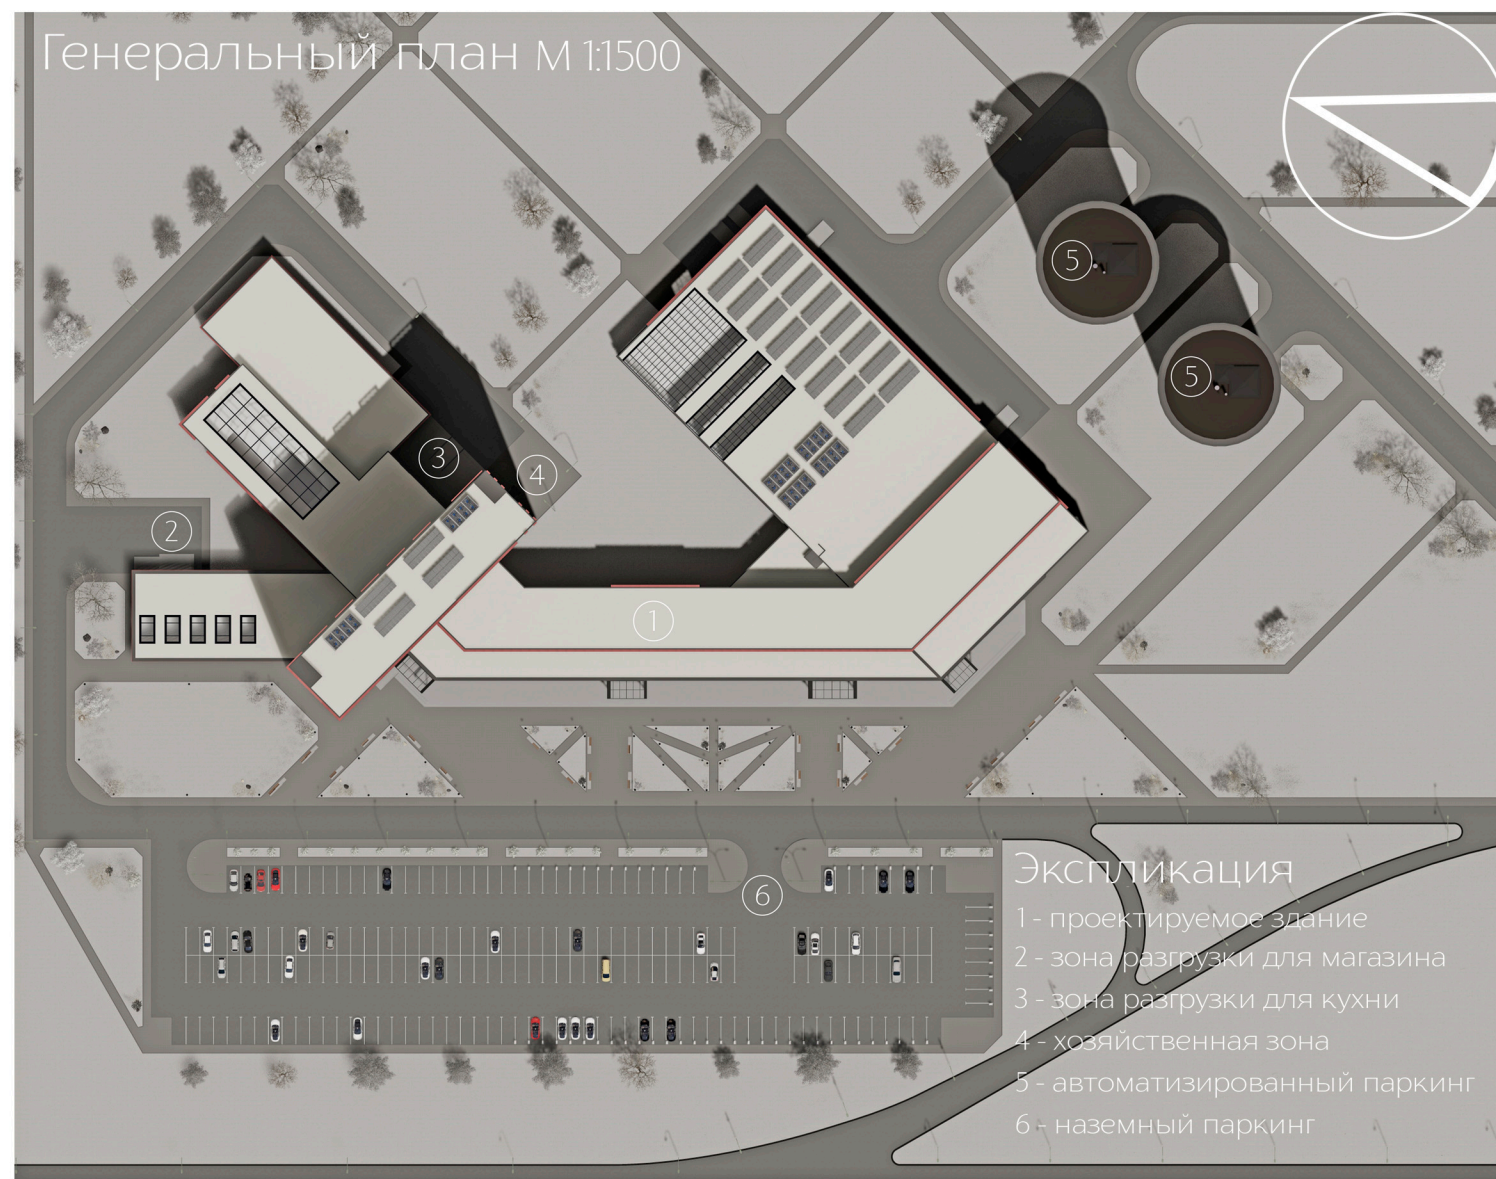 Генеральный план М 1:1500
5
5
3
4
2
1
6
Экспликация
1 - проектируемое здание
2 - зона разгрузки для магазина
3 - зона разгрузки для кухни
4 - хозяйственная зона
5 - автоматизированный паркинг
6 - наземный паркинг